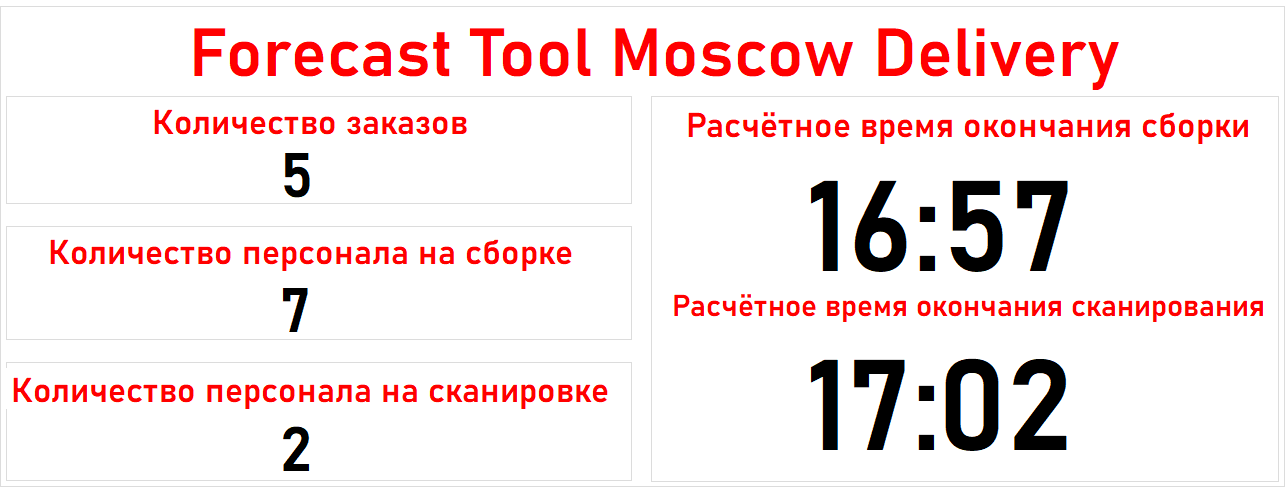 Forecast Tool Moscow Delivery
Количество заказов
5
Количество персонала на сборке
7
Количество персонала на сканировке
2
Расчётное время окончания сборки
16:57
Расчётное время окончания сканирования
17:02